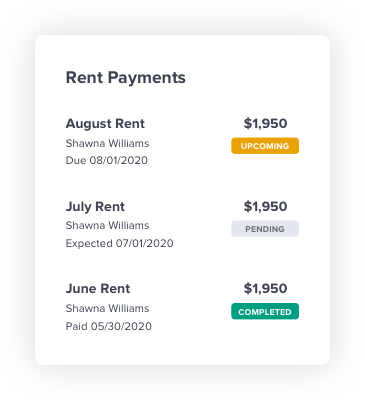 Rent Payments
August Rent $1,950
Shawna Williams UPCOMING
Due 08/01/2020
July Rent $1,950
Shawna Williams PENDING
Expected 07/01/2020
June Rent $1,950
Shawna Williams COMPLETED
Paid 05/30/2020